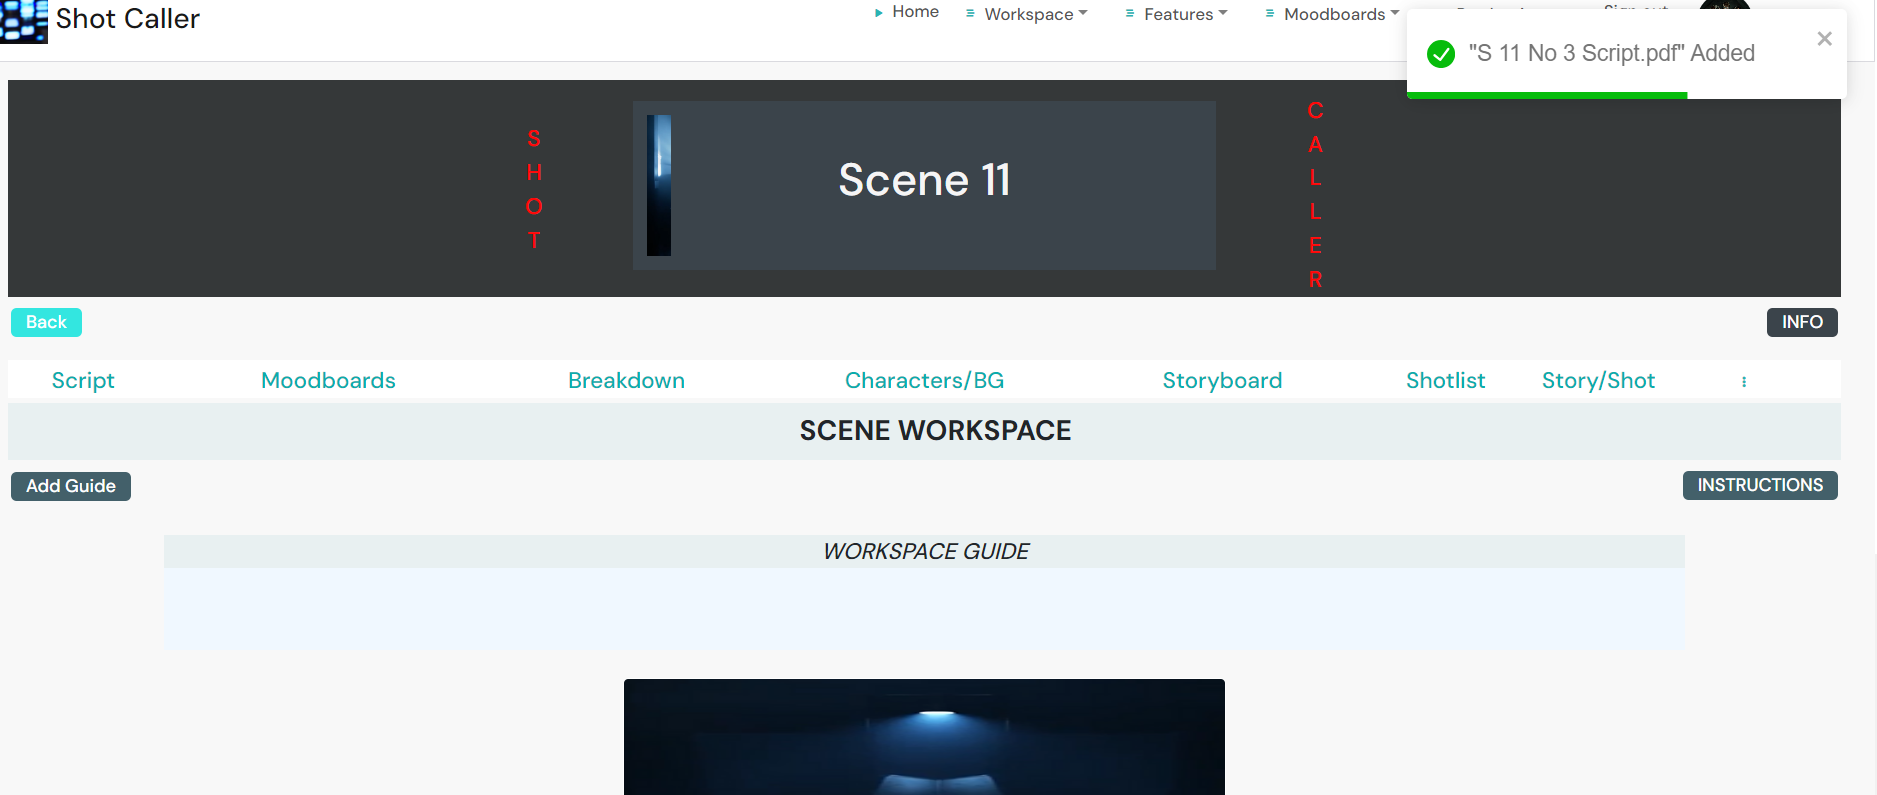 Shot Caller
Home
Workspace
Features
Moodboards
"S 11 No 3 Script.pdf" Added
S
H
O
T
Scene 11
C
A
L
L
E
R
Back
INFO
Script
Moodboards
Breakdown
Characters/BG
Storyboard
Shotlist
Story/Shot
SCENE WORKSPACE
Add Guide
INSTRUCTIONS
WORKSPACE GUIDE